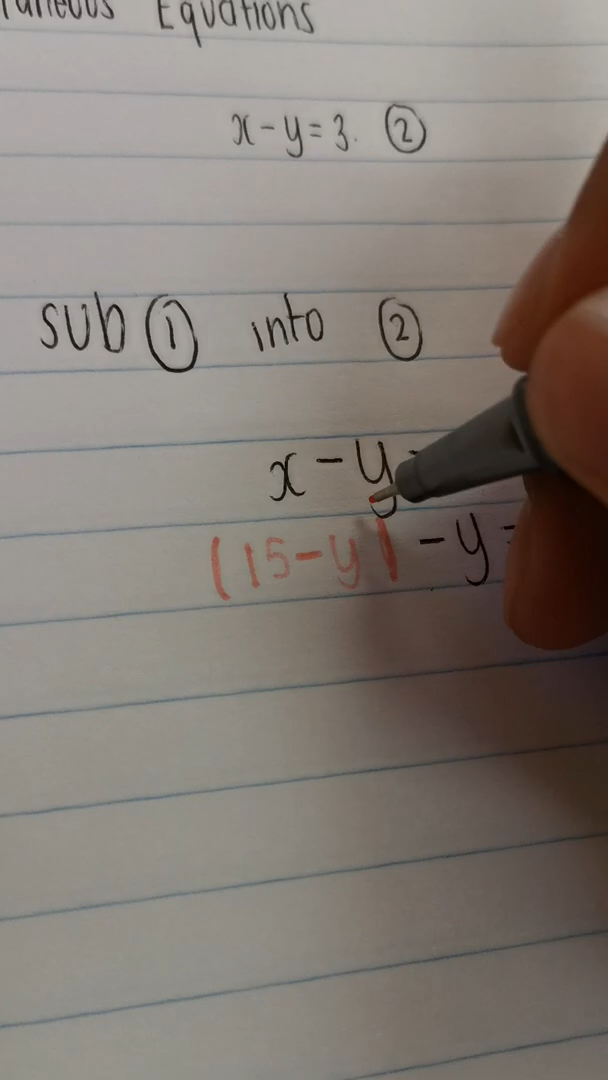 Equations
x-y=3. ②
sub ① into ②
x-y
(15-y) -y=